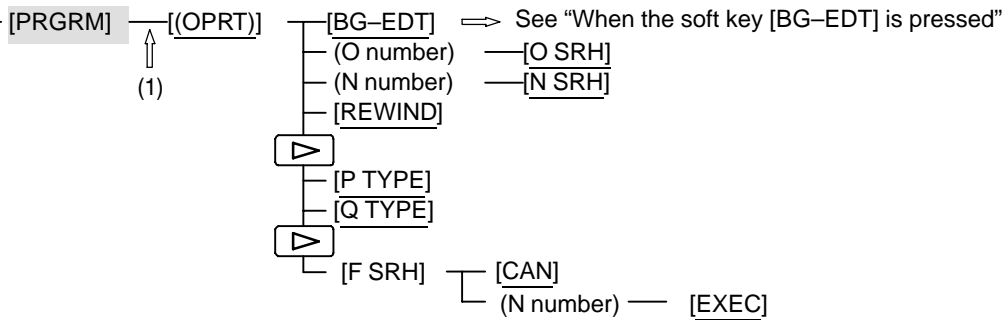 [PRGRM] [(OPRT)] [BG–EDT] See “When the soft key [BG–EDT] is pressed”
(O number) [O SRH]
(1) (N number) [N SRH]
[REWIND]
[P TYPE]
[Q TYPE]
[F SRH] [CAN]
(N number) [EXEC]